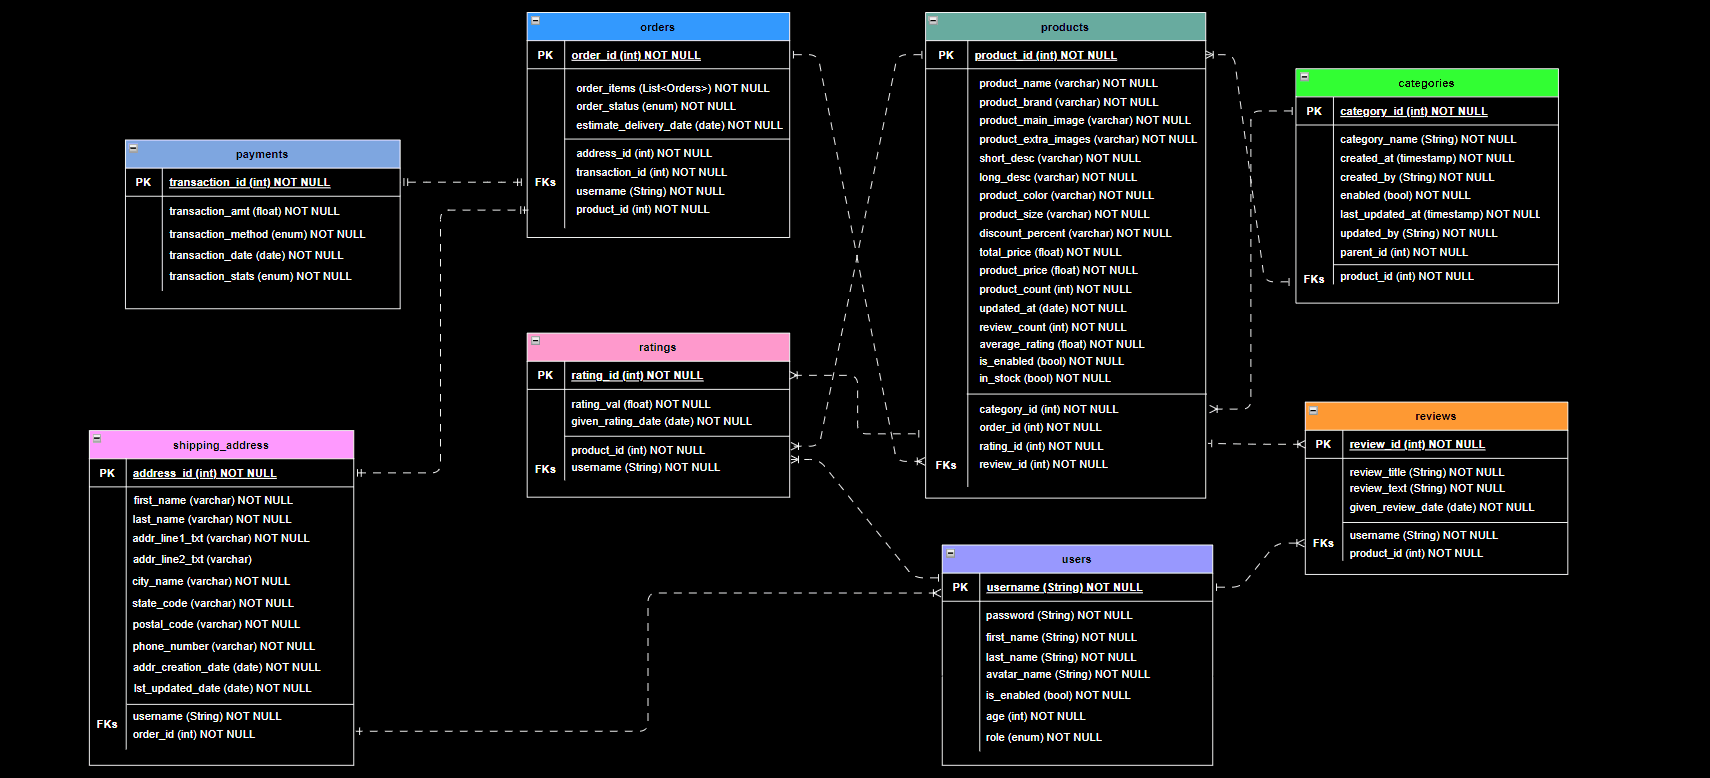 orders
PK order_id (int) NOT NULL
order_items (List<Orders>) NOT NULL
order_status (enum) NOT NULL
estimate_delivery_date (date) NOT NULL
address_id (int) NOT NULL
transaction_id (int) NOT NULL
FKs
username (String) NOT NULL
product_id (int) NOT NULL
products
PK product_id (int) NOT NULL
product_name (varchar) NOT NULL
product_brand (varchar) NOT NULL
product_main_image (varchar) NOT NULL
product_extra_images (varchar) NOT NULL
short_desc (varchar) NOT NULL
long_desc (varchar) NOT NULL
product_color (varchar) NOT NULL
product_size (varchar) NOT NULL
discount_percent (varchar) NOT NULL
total_price (float) NOT NULL
product_price (float) NOT NULL
product_count (int) NOT NULL
updated_at (date) NOT NULL
review_count (int) NOT NULL
average_rating (float) NOT NULL
is_enabled (bool) NOT NULL
in_stock (bool) NOT NULL
category_id (int) NOT NULL
order_id (int) NOT NULL
rating_id (int) NOT NULL
FKs review_id (int) NOT NULL
categories
PK category_id (int) NOT NULL
category_name (String) NOT NULL
created_at (timestamp) NOT NULL
created_by (String) NOT NULL
enabled (bool) NOT NULL
last_updated_at (timestamp) NOT NULL
updated_by (String) NOT NULL
parent_id (int) NOT NULL
FKs product_id (int) NOT NULL
payments
PK transaction_id (int) NOT NULL
transaction_amt (float) NOT NULL
transaction_method (enum) NOT NULL
transaction_date (date) NOT NULL
transaction_stats (enum) NOT NULL
ratings
PK rating_id (int) NOT NULL
rating_val (float) NOT NULL
given_rating_date (date) NOT NULL
product_id (int) NOT NULL
FKs username (String) NOT NULL
reviews
PK review_id (int) NOT NULL
review_title (String) NOT NULL
review_text (String) NOT NULL
given_review_date (date) NOT NULL
username (String) NOT NULL
FKs
product_id (int) NOT NULL
shipping_address
PK address_id (int) NOT NULL
first_name (varchar) NOT NULL
last_name (varchar) NOT NULL
addr_line1_txt (varchar) NOT NULL
addr_line2_txt (varchar)
city_name (varchar) NOT NULL
state_code (varchar) NOT NULL
postal_code (varchar) NOT NULL
phone_number (varchar) NOT NULL
addr_creation_date (date) NOT NULL
lst_updated_date (date) NOT NULL
username (String) NOT NULL
FKs
order_id (int) NOT NULL
users
PK username (String) NOT NULL
password (String) NOT NULL
first_name (String) NOT NULL
last_name (String) NOT NULL
avatar_name (String) NOT NULL
is_enabled (bool) NOT NULL
age (int) NOT NULL
role (enum) NOT NULL